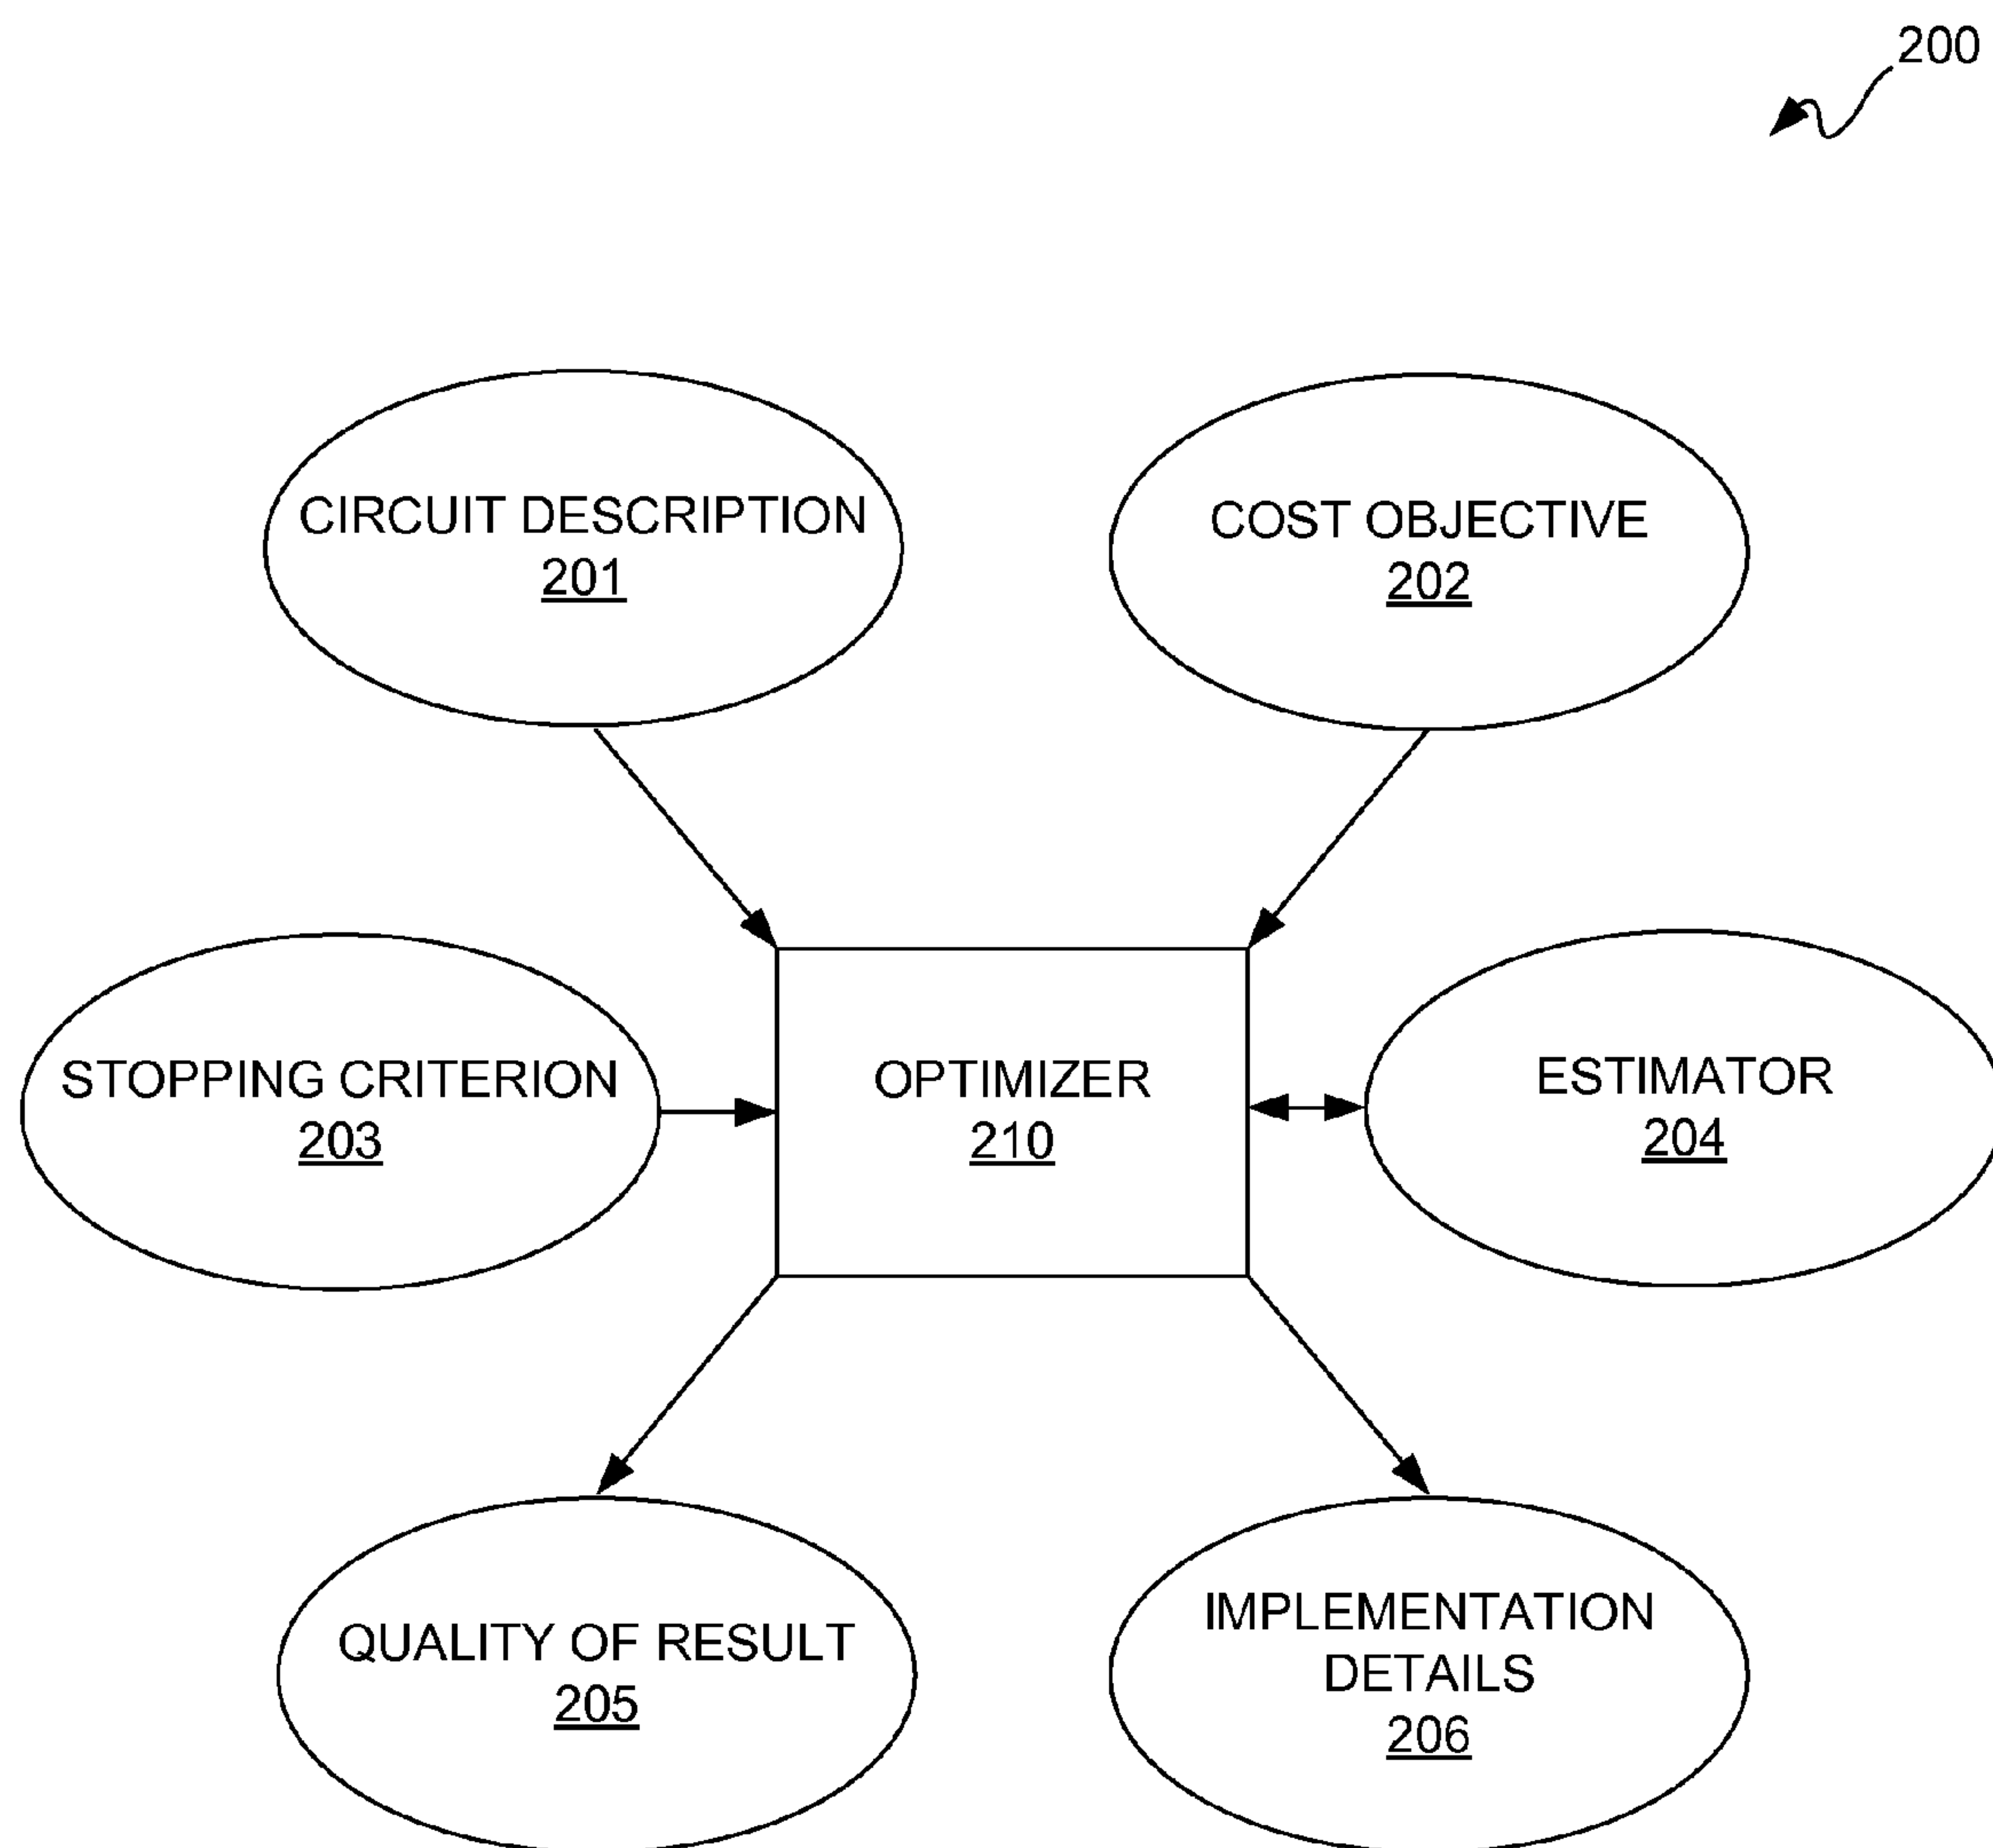 200
CIRCUIT DESCRIPTION
201
COST OBJECTIVE
202
STOPPING CRITERION
203
OPTIMIZER
210
ESTIMATOR
204
QUALITY OF RESULT
205
IMPLEMENTATION
DETAILS
206